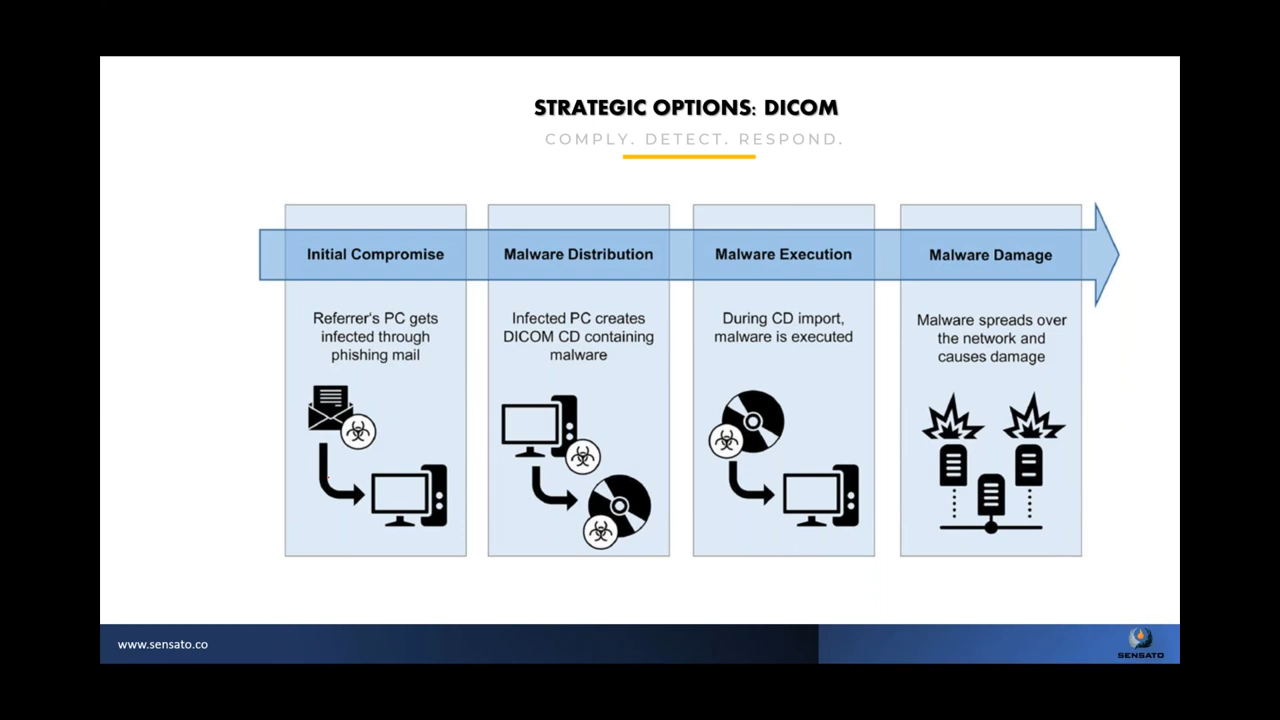 STRATEGIC OPTIONS: DICOM
COMPLY. DETECT. RESPOND.
Initial Compromise
Referrer's PC gets
infected through
phishing mail
Malware Distribution
Infected PC creates
DICOM CD containing
malware
Malware Execution
During CD import,
malware is executed
Malware Damage
Malware spreads over
the network and
causes damage
www.sensato.co
SENSATO